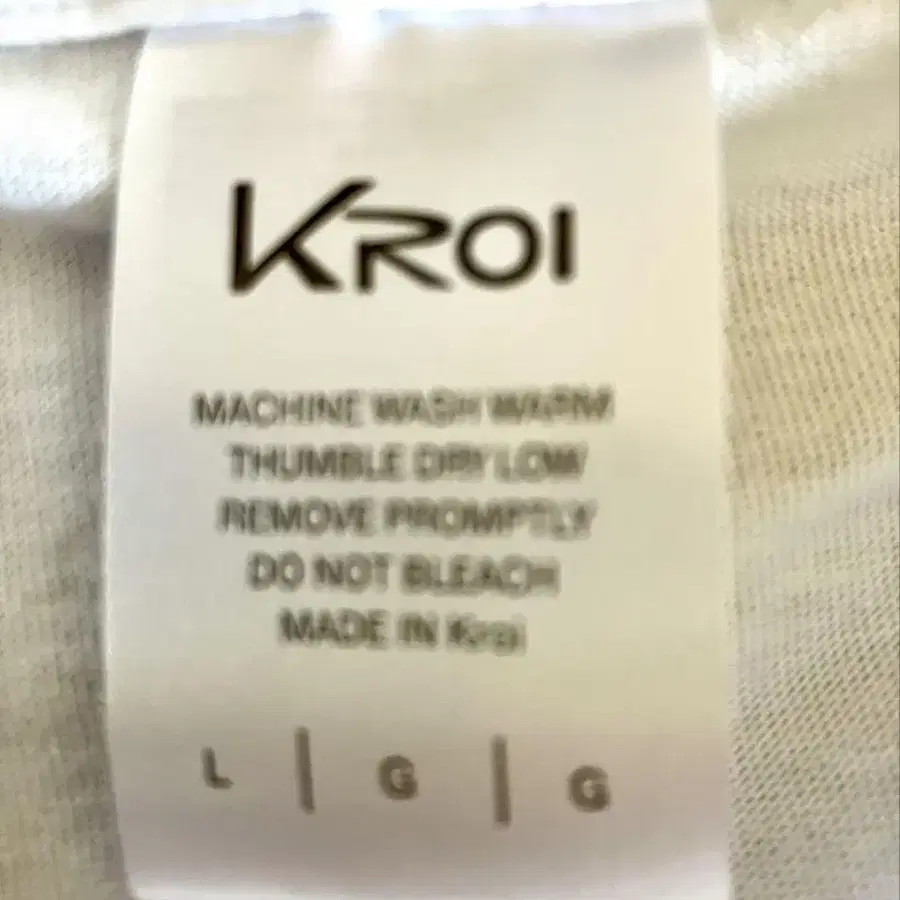 KROI
MACHINE WASH WARM
THUMBLE DRY LOW
REMOVE PROMPTLY
DO NOT BLEACH
MADE IN Kroi
L | G | G